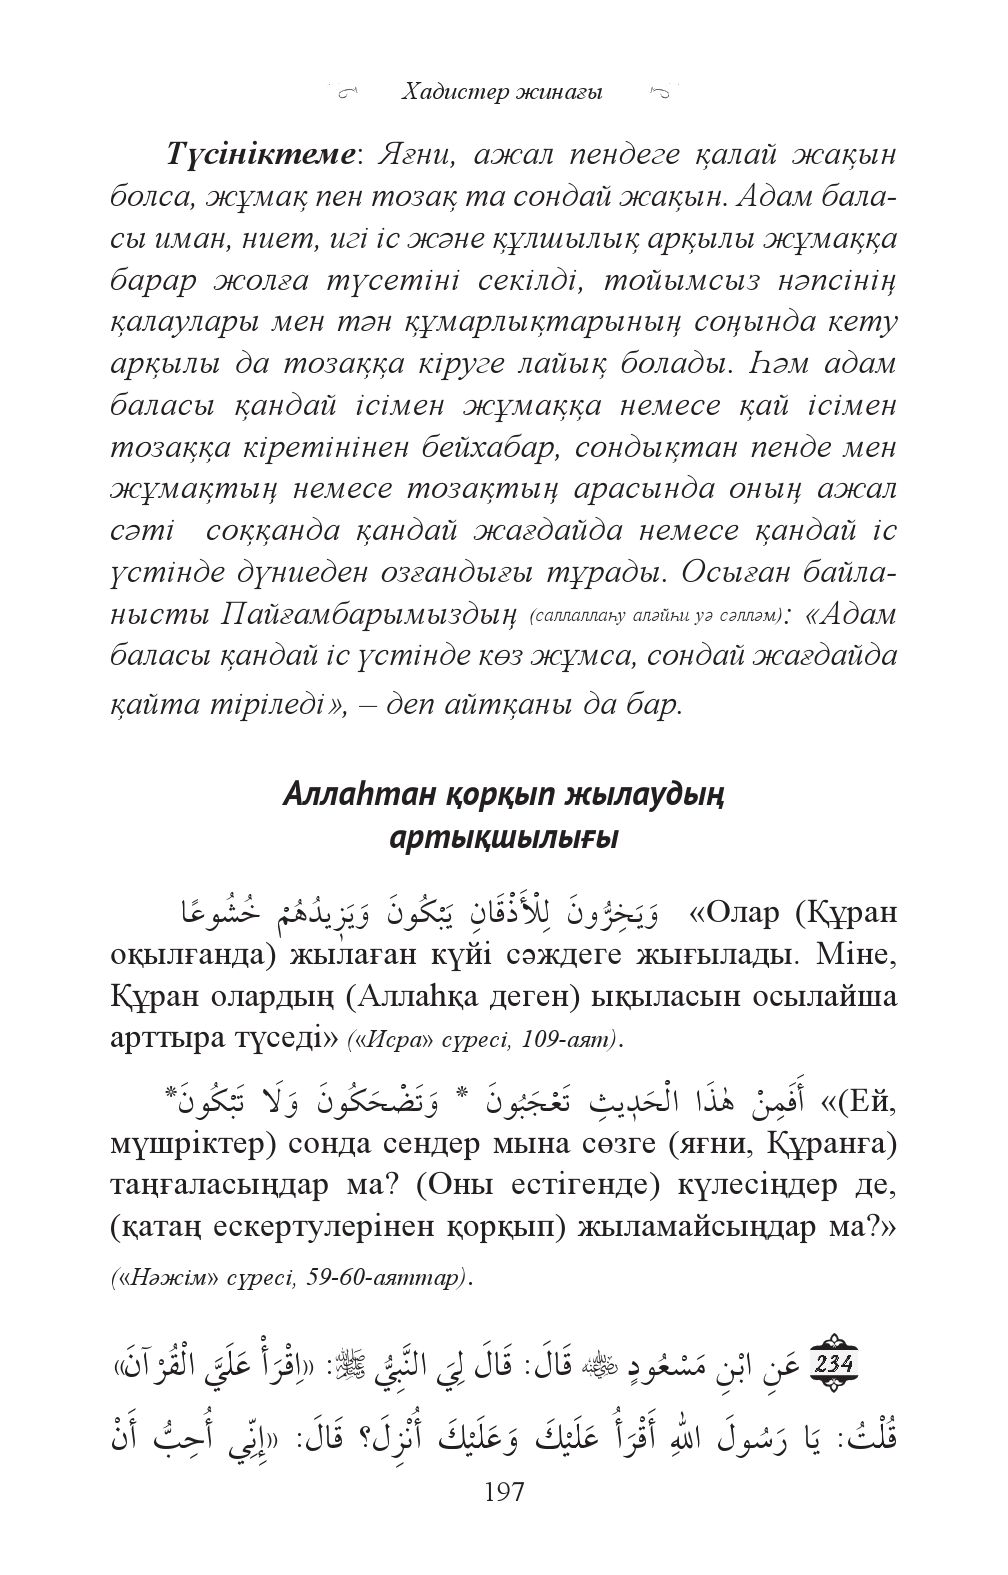 Хадистер жинағы
Түсініктеме: Яғни, ажал пендеге қалай жақын
болса, жұмақ пен тозақ та сондай жақын. Адам бала-
сы иман, ниет, игі іс және құлшылық арқылы жұмаққа
барар жолға түсетіні секілді, тойымсыз нәпсінің
қалаулары мен тән құмарлықтарының соңында кету
арқылы да тозаққа кіруге лайық болады. Һәм адам
баласы қандай ісімен жұмаққа немесе қай ісімен
тозаққа кіретінінен бейхабар, сондықтан пенде мен
жұмақтың немесе тозақтың арасында оның ажал
сәті соққанда қандай жағдайда немесе қандай іс
үстінде дүниеден озғандығы тұрады. Осыған байла-
нысты Пайғамбарымыздың (саллаллаһу аләйһи уә сәлләм): «Адам
баласы қандай іс үстінде көз жұмса, сондай жағдайда
қайта тіріледі», – деп айтқаны да бар.
Аллаһтан қорқып жылаудың
артықшылығы
وَيَخِرُّونَ لِلْأَذْقَانِ يَبْكُونَ وَيَزِيدُهُمْ خُشُوعًا «Олар (Құран
оқылғанда) жылаған күйі сәждеге жығылады. Міне,
Құран олардың (Аллаһқа деген) ықыласын осылайша
арттыра түседі» («Исра» сүресі, 109-аят).
أَفَمِنْ هٰذَا الْحَدِيثِ تَعْجَبُونَ * وَتَضْحَكُونَ وَلَا تَبْكُونَ* «(Ей,
мүшріктер) сонда сендер мына сөзге (яғни, Құранға)
таңғаласыңдар ма? (Оны естігенде) күлесіңдер де,
(қатаң ескертулерінен қорқып) жыламайсыңдар ма?»
(«Нәжім» сүресі, 59-60-аяттар).
234 عَنِ ابْنِ مَسْعُودٍ ﷺ قَالَ: قَالَ لِيَ النَّبِيُّ ﷺ: «اِقْرَأْ عَلَيَّ الْقُرْآنَ»
قُلْتُ: يَا رَسُولَ اللهِ أَقْرَأُ عَلَيْكَ وَعَلَيْكَ أُنْزِلَ؟ قَالَ: «إِنِّي أُحِبُّ أَنْ
197